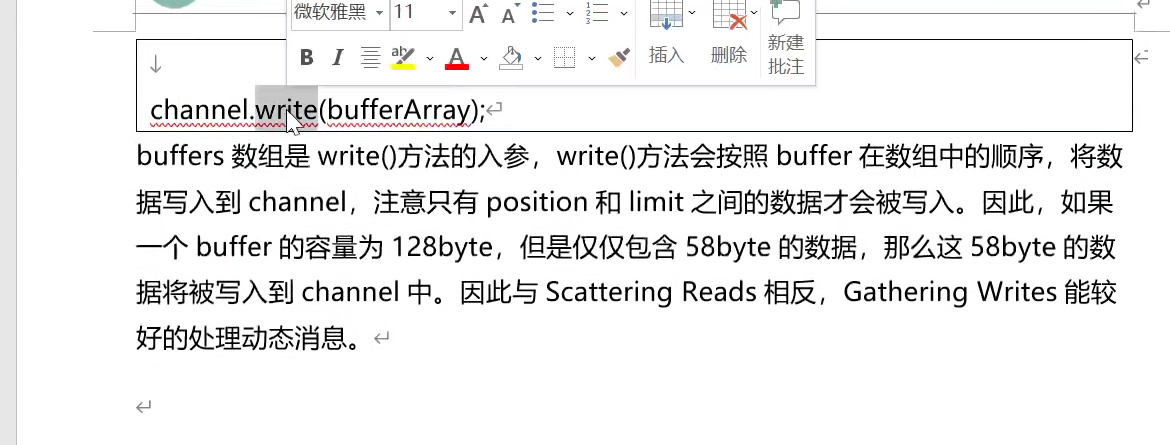 微软雅黑 11 A A
B I ab A 插入 删除 新建
批注
channel.write(bufferArray);
buffers 数组是 write()方法的入参，write()方法会按照 buffer 在数组中的顺序，将数
据写入到 channel，注意只有 position 和 limit 之间的数据才会被写入。因此，如果
一个 buffer 的容量为 128byte，但是仅仅包含 58byte 的数据，那么这 58byte 的数
据将被写入到 channel 中。因此与 Scattering Reads 相反，Gathering Writes 能较
好的处理动态消息。